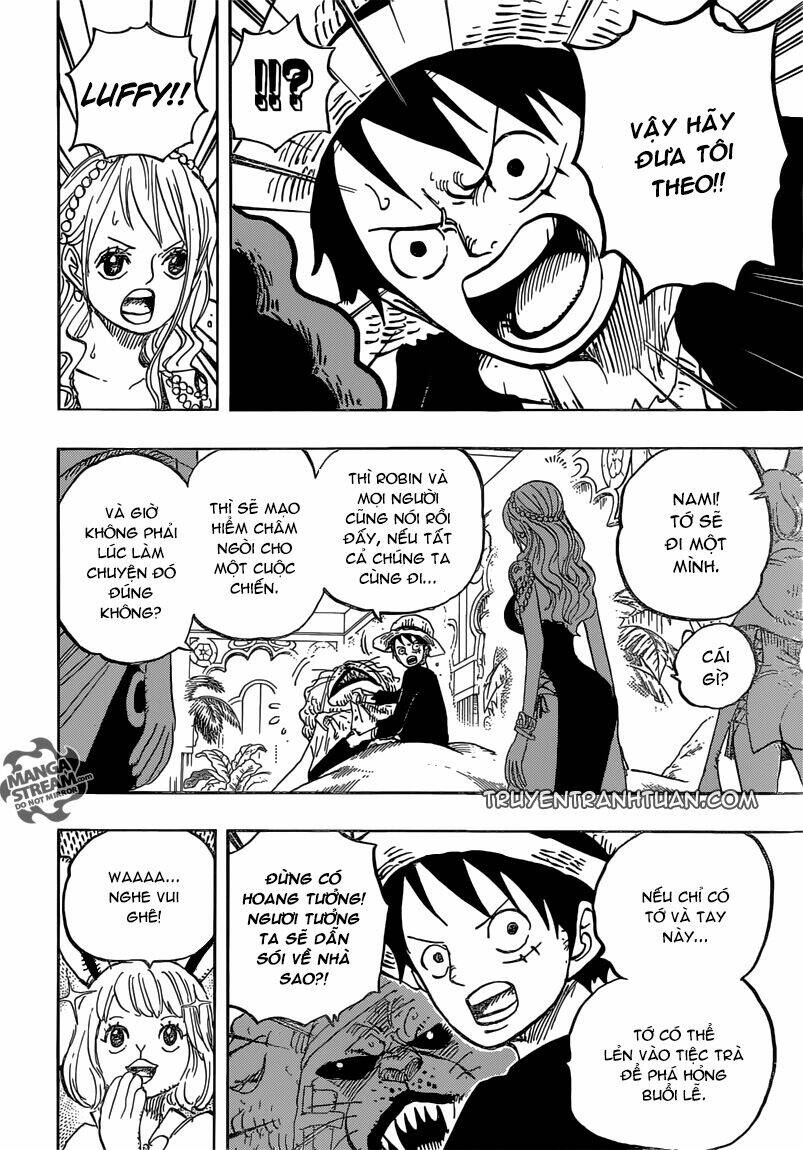 VẬY HÃY
ĐƯA TÔI
THEO!!
!!?
LUFFY!!
NAMI!
TỚ SẼ
ĐI MỘT
MÌNH.
CÁI
GÌ?
THÌ ROBIN VÀ
MỌI NGƯỜI
CŨNG NÓI RỒI
ĐẤY, NẾU TẤT
CẢ CHÚNG TA
CÙNG ĐI...
THÌ SẼ MẠO
HIỂM CHÂM
NGÒI CHO
MỘT CUỘC
CHIẾN.
VÀ GIỜ
KHÔNG PHẢI
LÚC LÀM
CHUYỆN ĐÓ
ĐÚNG
KHÔNG?
MANGA
STREAM.com
DO NOT MIRROR!
TRUYENTRANHTUAN.COM
NẾU CHỈ CÓ
TỚ VÀ TAY
NÀY...
TỚ CÓ THỂ
LẺN VÀO TIỆC TRÀ
ĐỂ PHÁ HỎNG
BUỔI LỄ.
ĐỪNG CÓ
HOANG TƯỞNG!
NGƯƠI TƯỞNG
TA SẼ DẪN
SÓI VỀ NHÀ
SAO?!
WAAAA...
NGHE VUI
GHÊ!